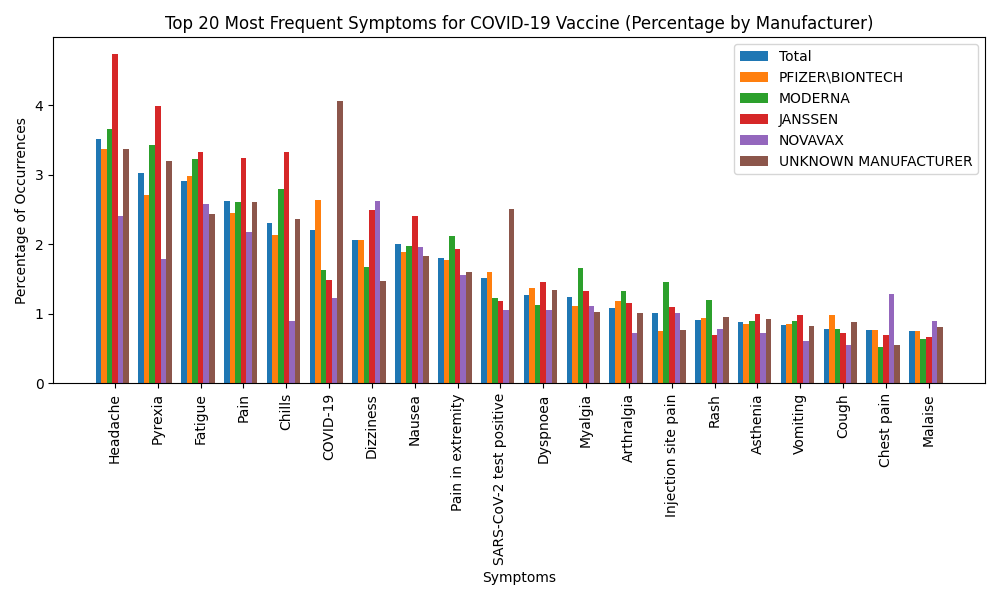 Top 20 Most Frequent Symptoms for COVID-19 Vaccine (Percentage by Manufacturer)
Total
PFIZER\BIONTECH
MODERNA
JANSSEN
NOVAVAX
UNKNOWN MANUFACTURER
Percentage of Occurrences
4
3
2
1
0
Headache
Pyrexia
Fatigue
Pain
Chills
COVID-19
Dizziness
Nausea
Pain in extremity
SARS-CoV-2 test positive
Dyspnoea
Myalgia
Arthralgia
Injection site pain
Rash
Asthenia
Vomiting
Cough
Chest pain
Malaise
Symptoms